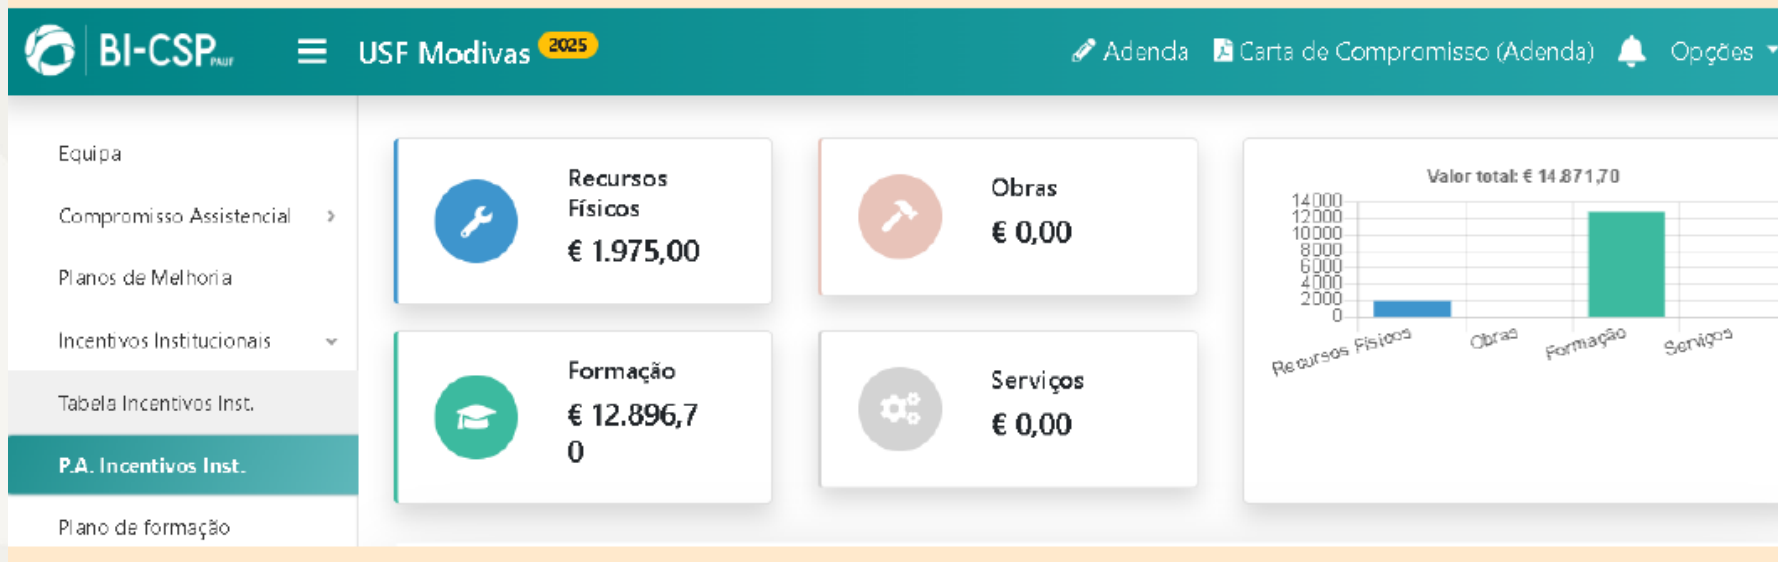 BI-CSP PAUF
USF Modivas 2025
Adenda
Carta de Compromisso (Adenda)
Opções
Equipa
Compromisso Assistencial
Planos de Melhoria
Incentivos Institucionais
Tabela Incentivos Inst.
P.A. Incentivos Inst.
Plano de formação
Recursos
Físicos
€ 1.975,00
Obras
€ 0,00
Formação
€ 12.896,7
0
Serviços
€ 0,00
Valor total: € 14.871,70
14000
12000
10000
8000
6000
4000
2000
0
Recursos Físicos
Obras
Formação
Serviços